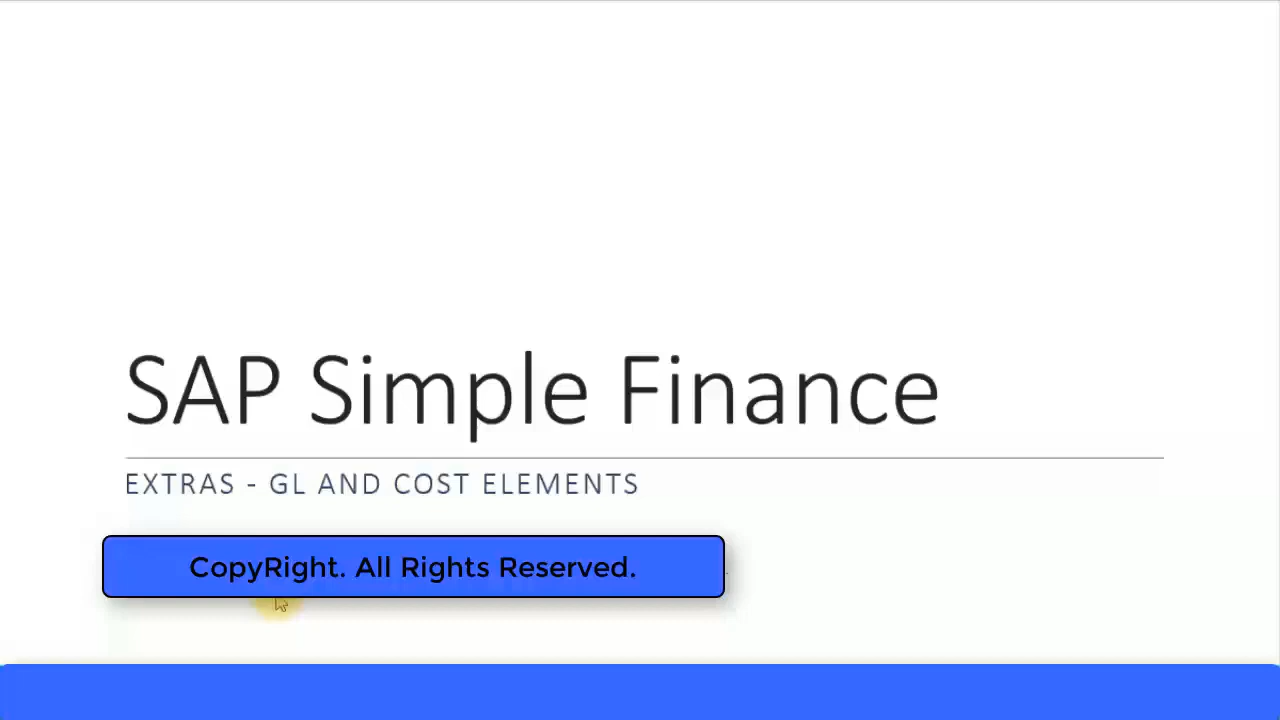 SAP Simple Finance
EXTRAS - GL AND COST ELEMENTS
CopyRight. All Rights Reserved.